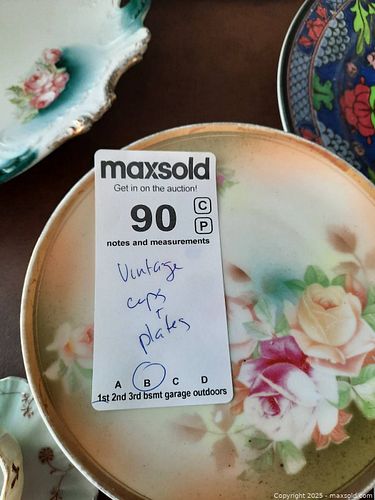 maxsold
Get in on the auction!
90
C
P
notes and measurements
Vintage
cups
+
plates
A B C D
1st 2nd 3rd bsmt garage outdoors
Copyright 2025 - maxsold.com